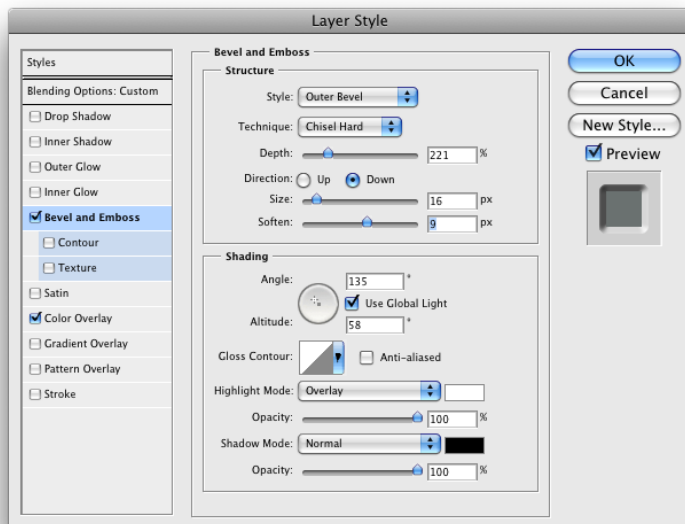 Layer Style
Styles
Blending Options: Custom
Drop Shadow
Inner Shadow
Outer Glow
Inner Glow
Bevel and Emboss
Contour
Texture
Satin
Color Overlay
Gradient Overlay
Pattern Overlay
Stroke
Bevel and Emboss
Structure
Style: Outer Bevel
Technique: Chisel Hard
Depth: 221 %
Direction: Up Down
Size: 16 px
Soften: 9 px
Shading
Angle: 135 °
Use Global Light
Altitude: 58 °
Gloss Contour: Anti-aliased
Highlight Mode: Overlay
Opacity: 100 %
Shadow Mode: Normal
Opacity: 100 %
OK
Cancel
New Style...
Preview